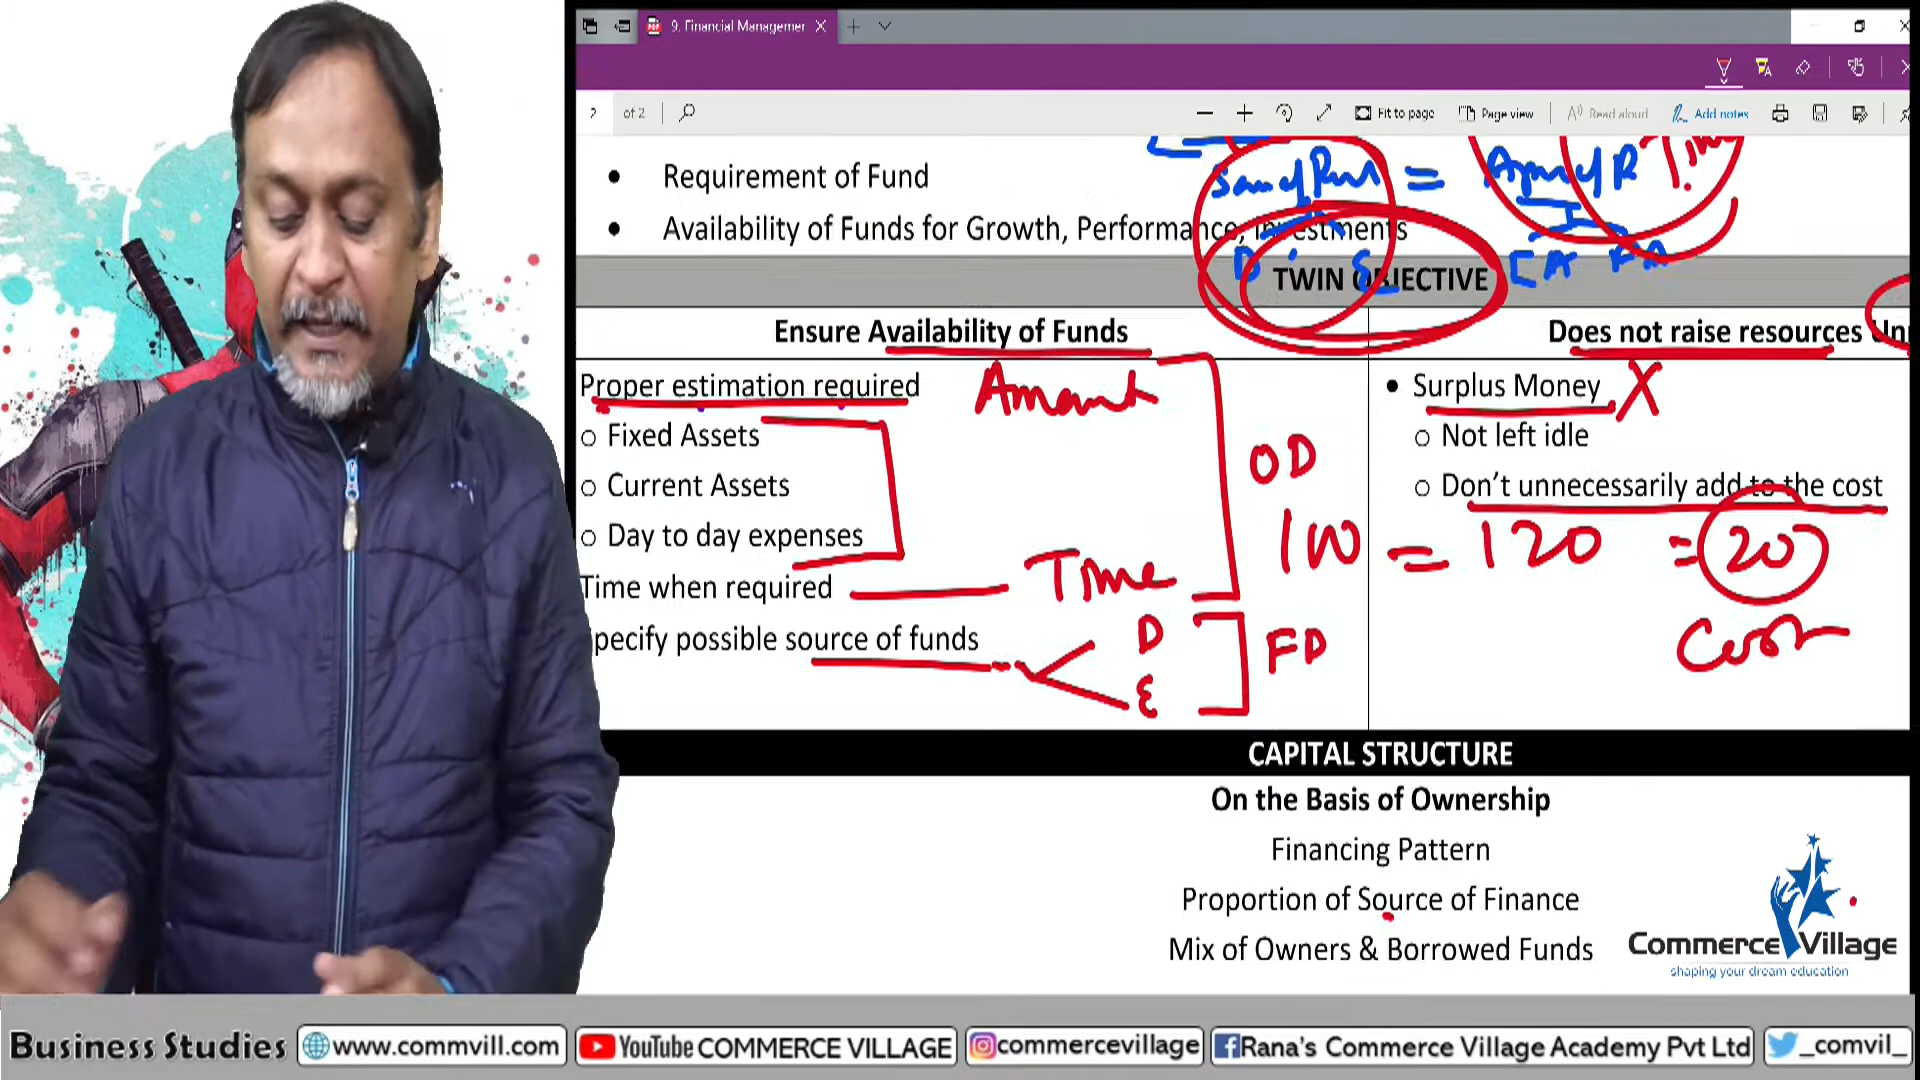 9. Financial Managemer
2 of 2
Fit to page
Page view
Read aloud
Add notes
• Requirement of Fund
• Availability of Funds for Growth, Performance, Investments
TWIN OBJECTIVE
Ensure Availability of Funds
Does not raise resources
Proper estimation required
Amount
o Fixed Assets
o Current Assets
o Day to day expenses
Time when required
Time
pecify possible source of funds
D
E
OD
100 = 120 = 20
FD
Cost
• Surplus Money X
o Not left idle
o Don't unnecessarily add to the cost
CAPITAL STRUCTURE
On the Basis of Ownership
Financing Pattern
Proportion of Source of Finance
Mix of Owners & Borrowed Funds
Commerce Village
shaping your dream education
Business Studies
www.commvill.com
YouTube COMMERCE VILLAGE
commercevillage
Rana's Commerce Village Academy Pvt Ltd
_comvil_